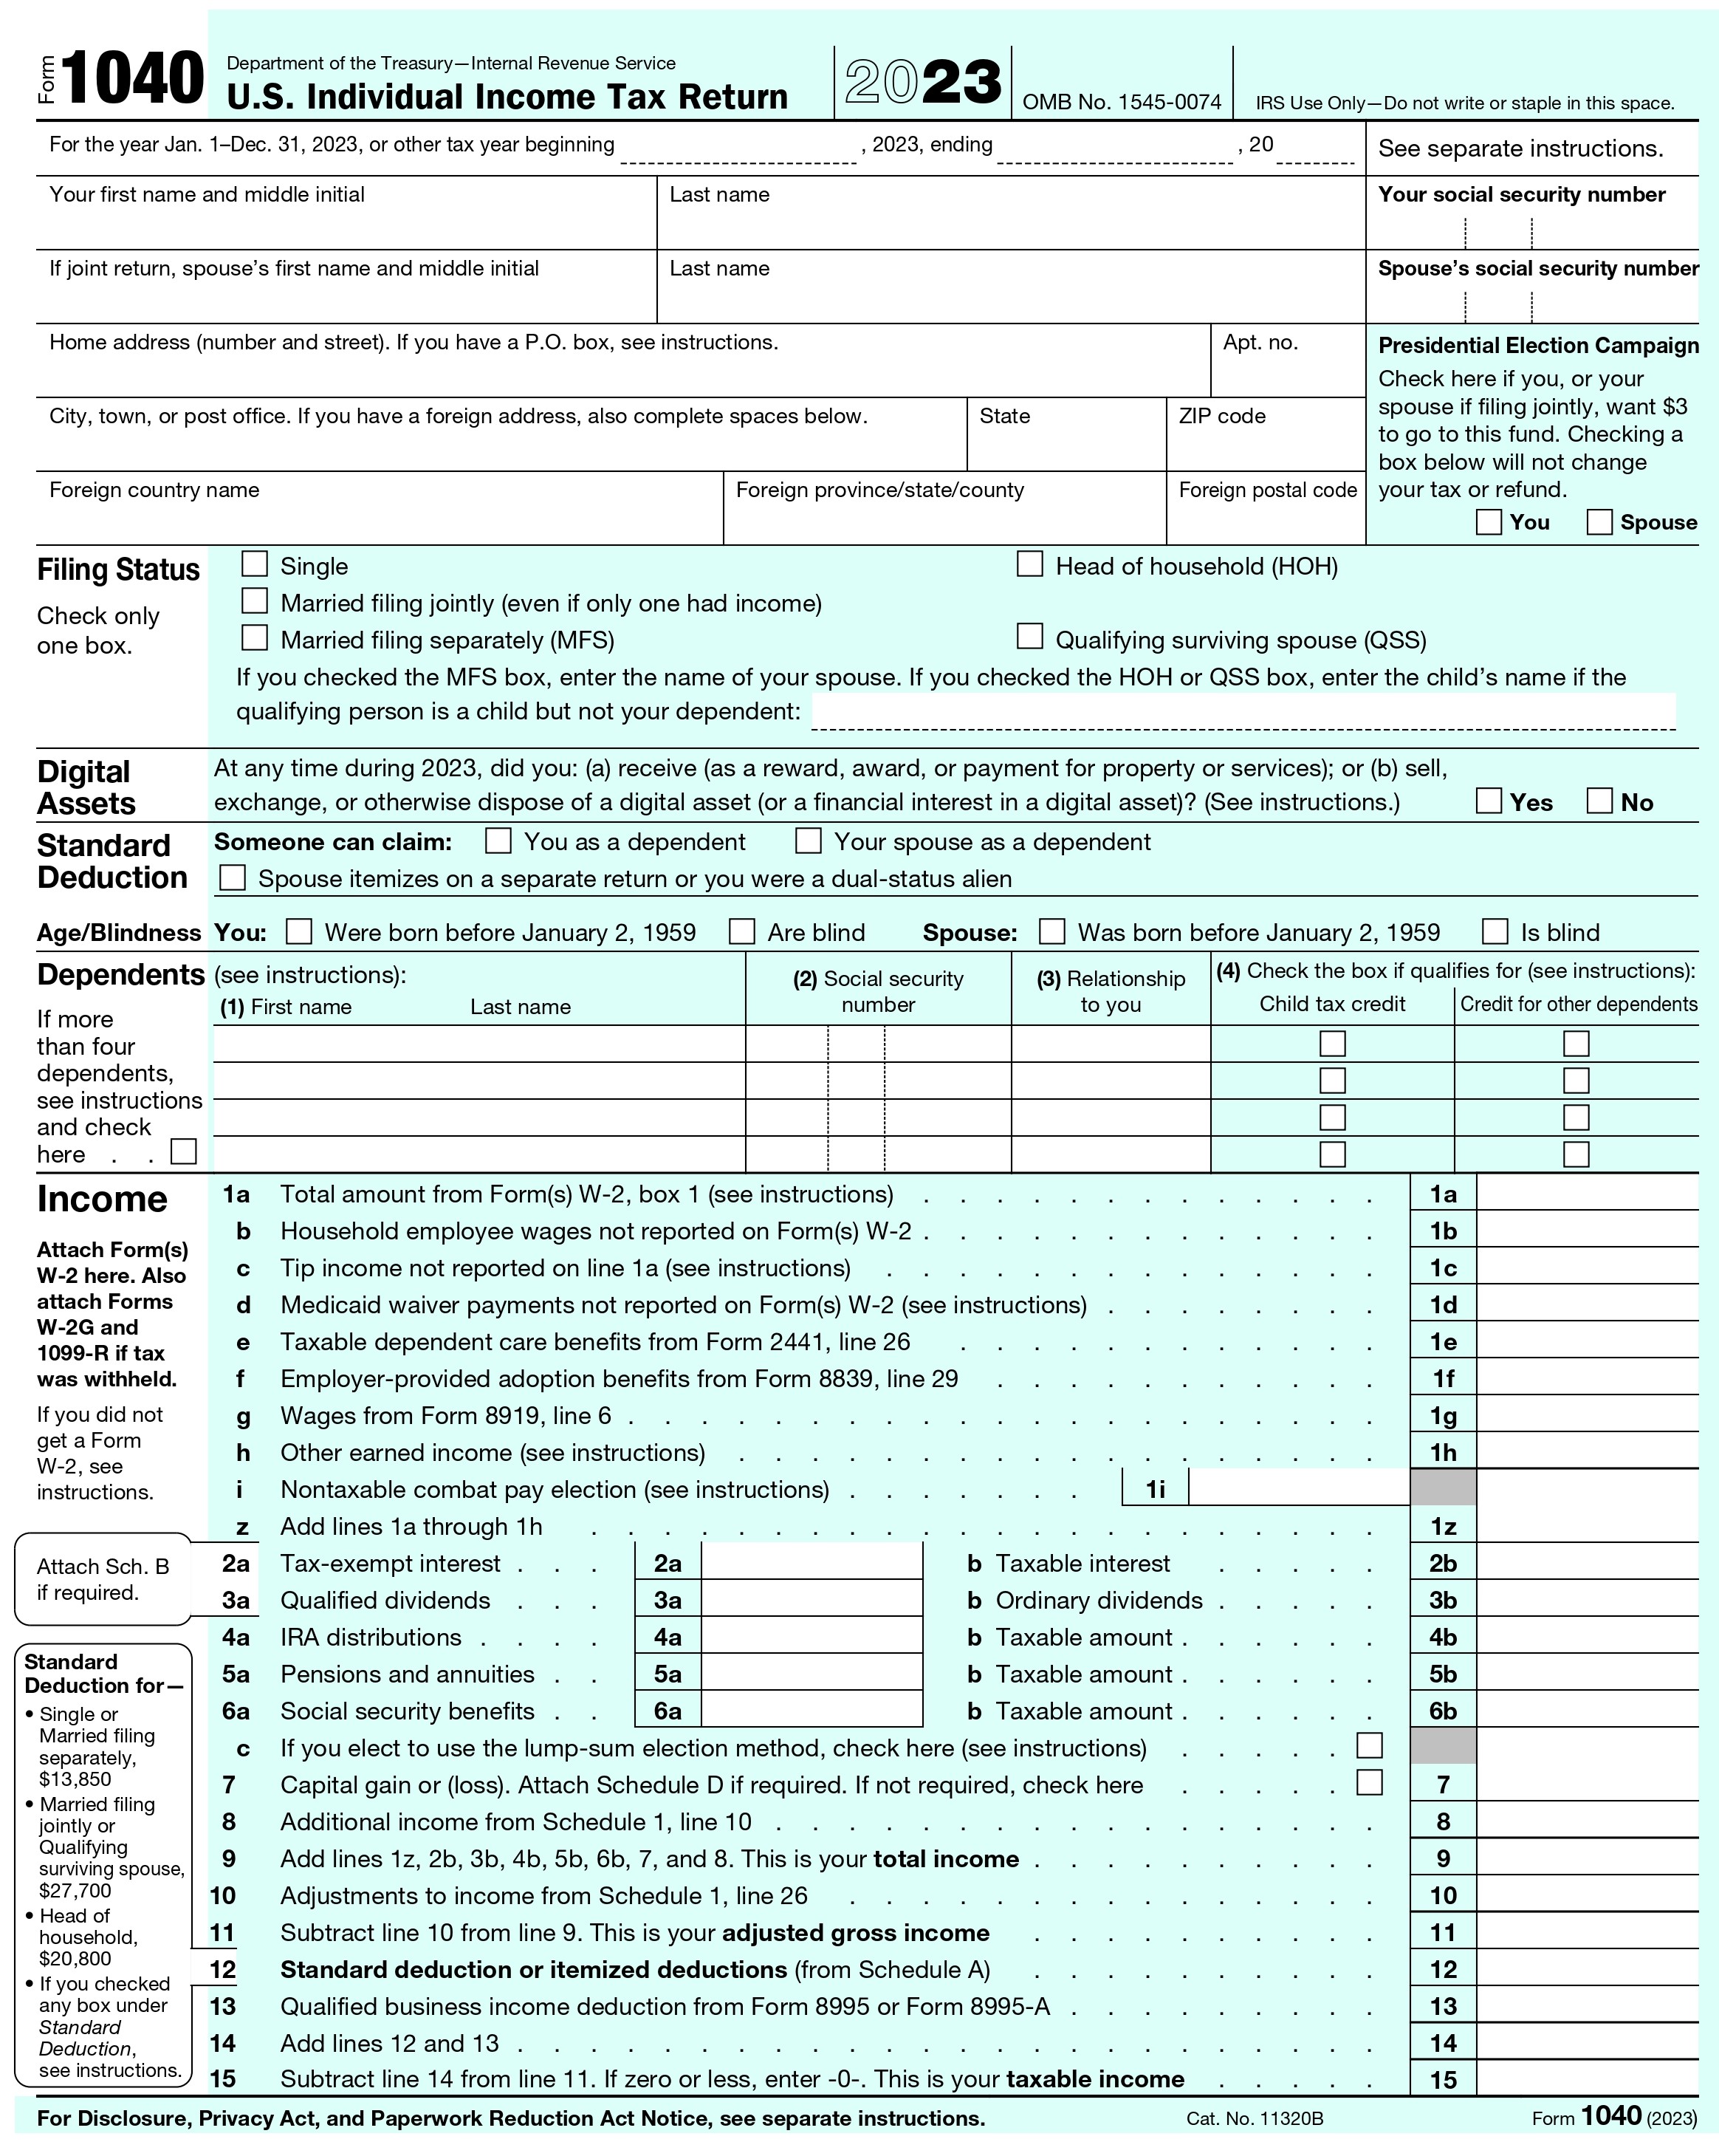 Form 1040 Department of the Treasury—Internal Revenue Service
U.S. Individual Income Tax Return 2023 OMB No. 1545-0074 IRS Use Only—Do not write or staple in this space.
For the year Jan. 1–Dec. 31, 2023, or other tax year beginning , 2023, ending , 20 See separate instructions.
Your first name and middle initial Last name Your social security number
If joint return, spouse’s first name and middle initial Last name Spouse’s social security number
Home address (number and street). If you have a P.O. box, see instructions. Apt. no.
City, town, or post office. If you have a foreign address, also complete spaces below. State ZIP code
Foreign country name Foreign province/state/county Foreign postal code
Presidential Election Campaign
Check here if you, or your
spouse if filing jointly, want $3
to go to this fund. Checking a
box below will not change
your tax or refund.
You Spouse
Filing Status
Check only
one box.
Single Head of household (HOH)
Married filing jointly (even if only one had income)
Married filing separately (MFS) Qualifying surviving spouse (QSS)
If you checked the MFS box, enter the name of your spouse. If you checked the HOH or QSS box, enter the child’s name if the
qualifying person is a child but not your dependent:
Digital
Assets
At any time during 2023, did you: (a) receive (as a reward, award, or payment for property or services); or (b) sell,
exchange, or otherwise dispose of a digital asset (or a financial interest in a digital asset)? (See instructions.) Yes No
Standard
Deduction
Someone can claim: You as a dependent Your spouse as a dependent
Spouse itemizes on a separate return or you were a dual-status alien
Age/Blindness You: Were born before January 2, 1959 Are blind Spouse: Was born before January 2, 1959 Is blind
Dependents (see instructions):
(1) First name Last name
(2) Social security
number
(3) Relationship
to you
(4) Check the box if qualifies for (see instructions):
Child tax credit Credit for other dependents
If more
than four
dependents,
see instructions
and check
here . .
Income
Attach Form(s)
W-2 here. Also
attach Forms
W-2G and
1099-R if tax
was withheld.
If you did not
get a Form
W-2, see
instructions.
1a Total amount from Form(s) W-2, box 1 (see instructions) . . . . . . . . . . . . . 1a
b Household employee wages not reported on Form(s) W-2 . . . . . . . . . . . . . 1b
c Tip income not reported on line 1a (see instructions) . . . . . . . . . . . . . . 1c
d Medicaid waiver payments not reported on Form(s) W-2 (see instructions) . . . . . . . . 1d
e Taxable dependent care benefits from Form 2441, line 26 . . . . . . . . . . . . 1e
f Employer-provided adoption benefits from Form 8839, line 29 . . . . . . . . . . . 1f
g Wages from Form 8919, line 6 . . . . . . . . . . . . . . . . . . . . . 1g
h Other earned income (see instructions) . . . . . . . . . . . . . . . . . . 1h
i Nontaxable combat pay election (see instructions) . . . . . . . 1i
z Add lines 1a through 1h . . . . . . . . . . . . . . . . . . . . . . 1z
Attach Sch. B
if required.
2a Tax-exempt interest . . . 2a b Taxable interest . . . . . 2b
3a Qualified dividends . . . 3a b Ordinary dividends . . . . . 3b
4a IRA distributions . . . . 4a b Taxable amount . . . . . . 4b
5a Pensions and annuities . . 5a b Taxable amount . . . . . . 5b
6a Social security benefits . . 6a b Taxable amount . . . . . . 6b
c If you elect to use the lump-sum election method, check here (see instructions) . . . . .
7 Capital gain or (loss). Attach Schedule D if required. If not required, check here . . . . . 7
8 Additional income from Schedule 1, line 10 . . . . . . . . . . . . . . . . . 8
9 Add lines 1z, 2b, 3b, 4b, 5b, 6b, 7, and 8. This is your total income . . . . . . . . . . 9
10 Adjustments to income from Schedule 1, line 26 . . . . . . . . . . . . . . . 10
11 Subtract line 10 from line 9. This is your adjusted gross income . . . . . . . . . . 11
12 Standard deduction or itemized deductions (from Schedule A) . . . . . . . . . . 12
13 Qualified business income deduction from Form 8995 or Form 8995-A . . . . . . . . . 13
14 Add lines 12 and 13 . . . . . . . . . . . . . . . . . . . . . . . . 14
15 Subtract line 14 from line 11. If zero or less, enter -0-. This is your taxable income . . . . . 15
Standard
Deduction for—
• Single or
Married filing
separately,
$13,850
• Married filing
jointly or
Qualifying
surviving spouse,
$27,700
• Head of
household,
$20,800
• If you checked
any box under
Standard
Deduction,
see instructions.
For Disclosure, Privacy Act, and Paperwork Reduction Act Notice, see separate instructions. Cat. No. 11320B Form 1040 (2023)